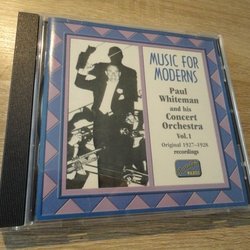 MUSIC FOR
MODERNS
Paul
Whiteman
and his
Concert
Orchestra
Vol. 1
Original 1927-1928
recordings